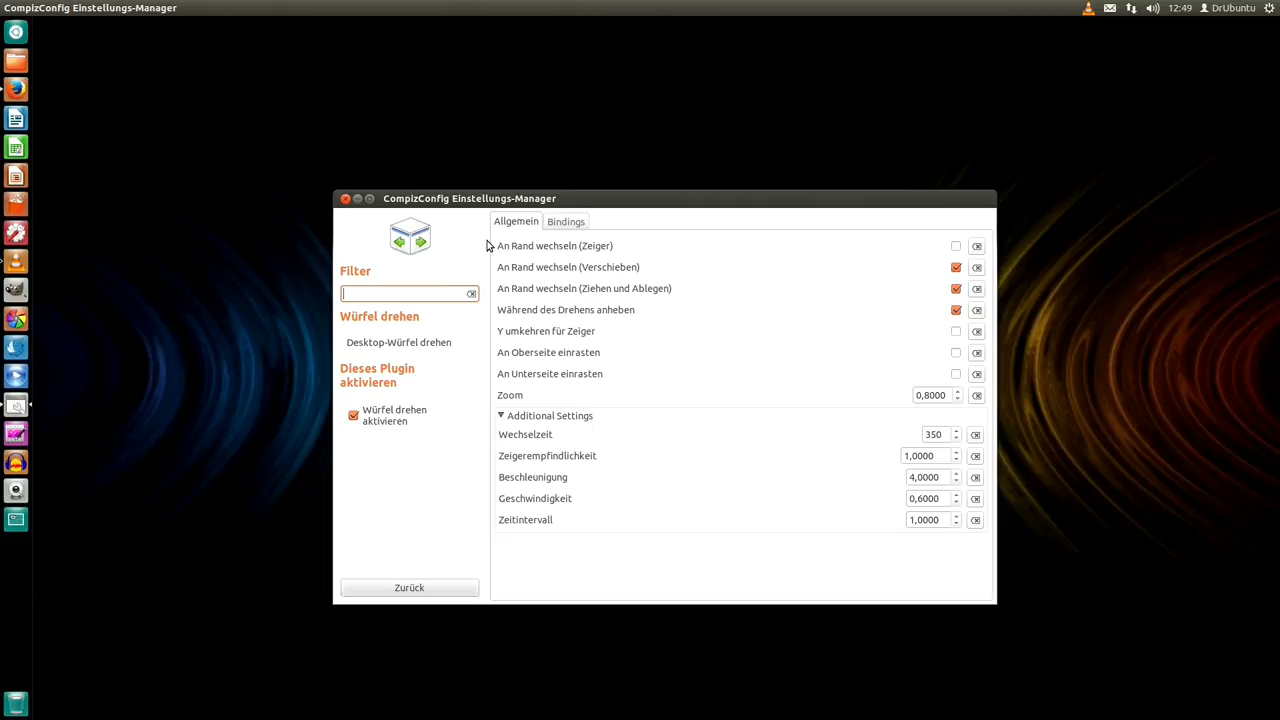 CompizConfig Einstellungs-Manager
12:49 DrUbuntu
CompizConfig Einstellungs-Manager
Allgemein Bindings
Filter
Würfel drehen
Desktop-Würfel drehen
Dieses Plugin
aktivieren
Würfel drehen
aktivieren
Zurück
An Rand wechseln (Zeiger)
An Rand wechseln (Verschieben)
An Rand wechseln (Ziehen und Ablegen)
Während des Drehens anheben
Y umkehren für Zeiger
An Oberseite einrasten
An Unterseite einrasten
Zoom 0,8000
Additional Settings
Wechselzeit 350
Zeigerempfindlichkeit 1,0000
Beschleunigung 4,0000
Geschwindigkeit 0,6000
Zeitintervall 1,0000